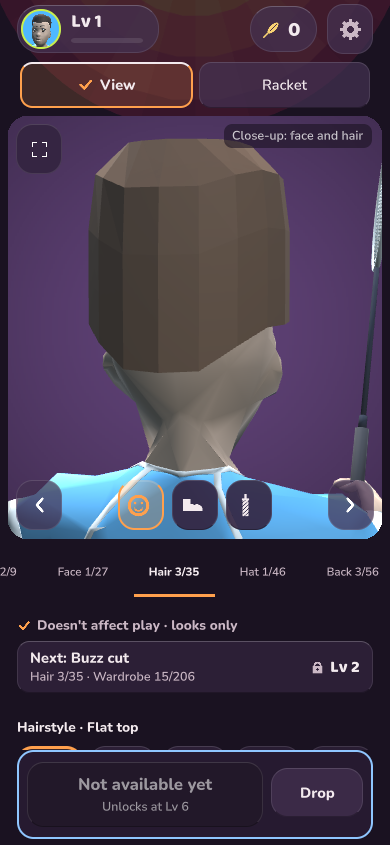 Lv 1
0
View
Racket
Close-up: face and hair
2/9
Face 1/27
Hair 3/35
Hat 1/46
Back 3/56
Doesn't affect play · looks only
Next: Buzz cut
Hair 3/35 · Wardrobe 15/206
Lv 2
Hairstyle · Flat top
Not available yet
Unlocks at Lv 6
Drop